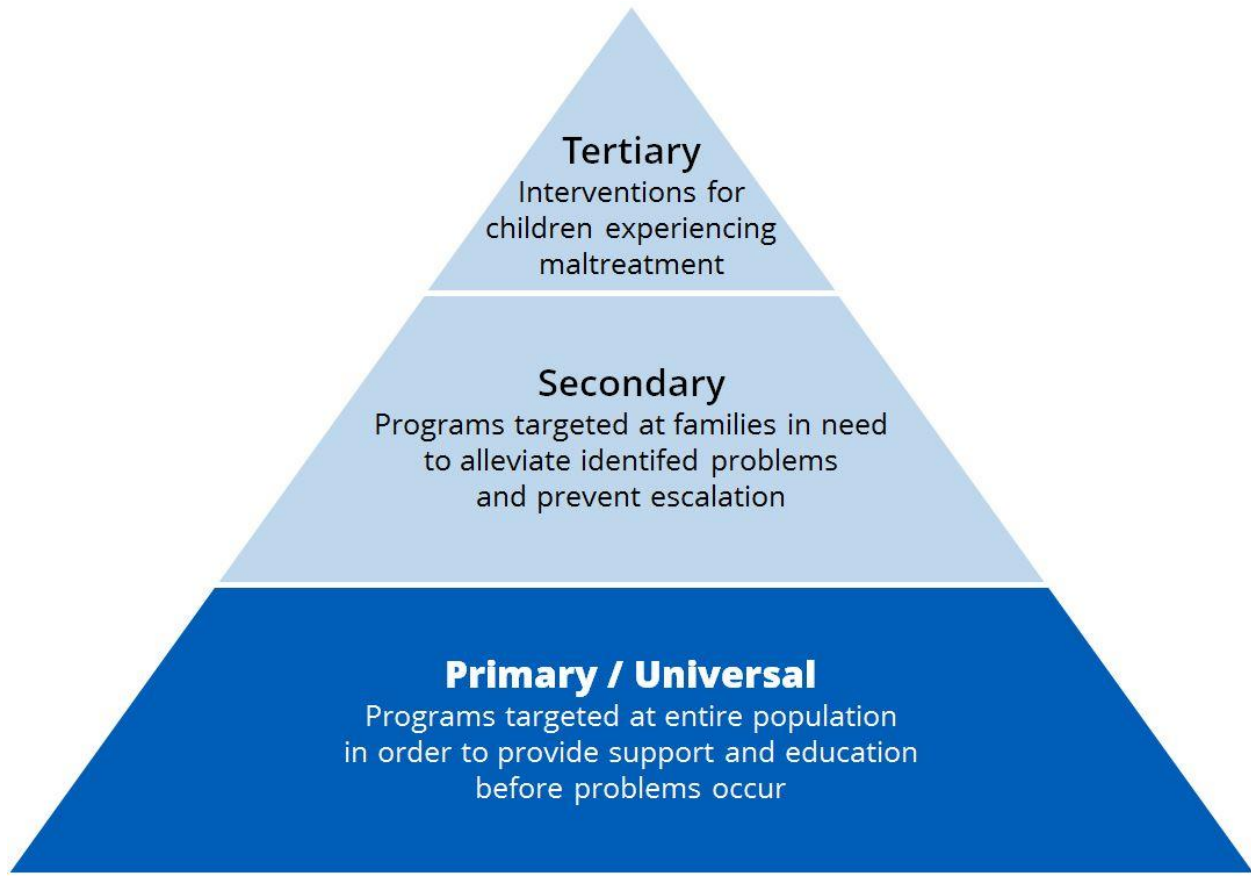 Tertiary
Interventions for
children experiencing
maltreatment
Secondary
Programs targeted at families in need
to alleviate identifed problems
and prevent escalation
Primary / Universal
Programs targeted at entire population
in order to provide support and education
before problems occur